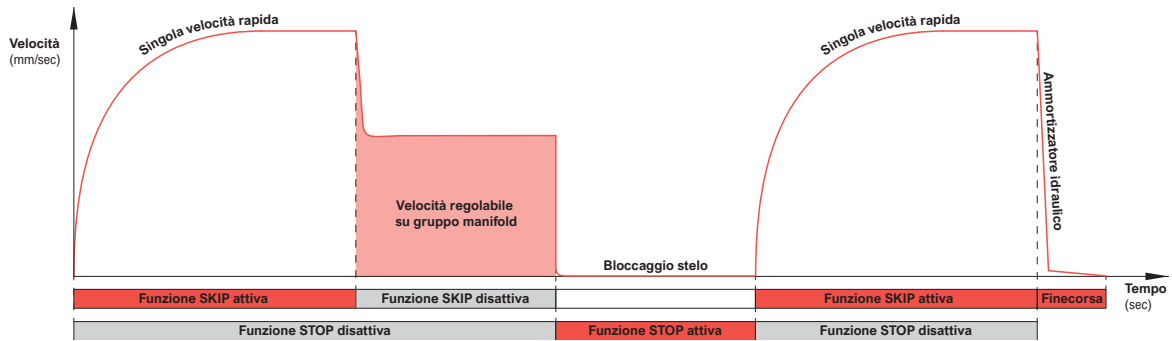 Velocità
(mm/sec)
Singola velocità rapida
Singola velocità rapida
Ammortizzatore idraulico
Velocità regolabile
su gruppo manifold
Bloccaggio stelo
Funzione SKIP attiva
Funzione SKIP disattiva
Funzione SKIP attiva
Finecorsa
Tempo
(sec)
Funzione STOP disattiva
Funzione STOP attiva
Funzione STOP disattiva